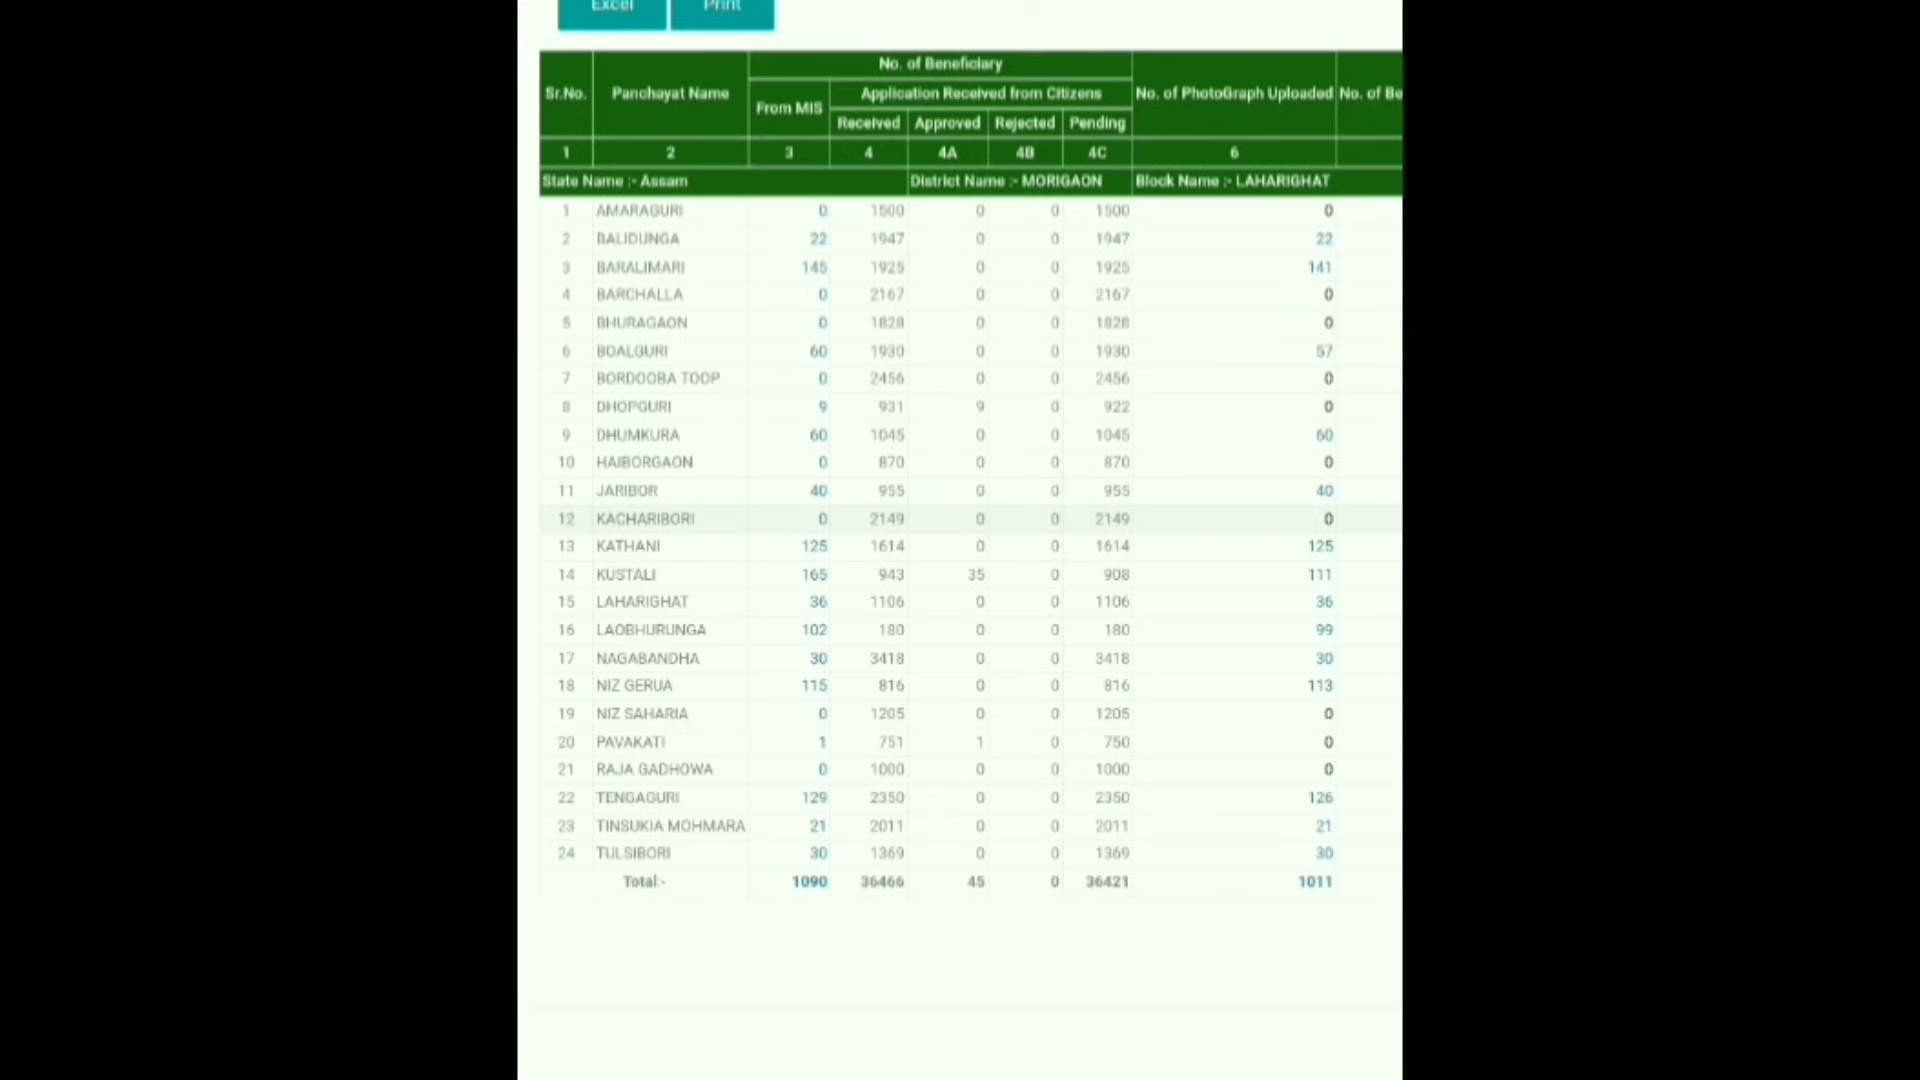 Excel Print
No. of Beneficiary
Sr.No. Panchayat Name From MIS Application Received from Citizens No. of PhotoGraph Uploaded No. of Be
Received Approved Rejected Pending
1 2 3 4 4A 4B 4C 6
State Name :- Assam District Name :- MORIGAON Block Name :- LAHARIGHAT
1 AMARAGURI 0 1500 0 0 1500 0
2 BALIDUNGA 22 1947 0 0 1947 22
3 BARALIMARI 145 1925 0 0 1925 141
4 BARCHALLA 0 2167 0 0 2167 0
5 BHURAGAON 0 1828 0 0 1828 0
6 BOALGURI 60 1930 0 0 1930 57
7 BORDOOBA TOOP 0 2456 0 0 2456 0
8 DHOPGURI 9 931 9 0 922 0
9 DHUMKURA 60 1045 0 0 1045 60
10 HAIBORGAON 0 870 0 0 870 0
11 JARIBOR 40 955 0 0 955 40
12 KACHARIBORI 0 2149 0 0 2149 0
13 KATHANI 125 1614 0 0 1614 125
14 KUSTALI 165 943 35 0 908 111
15 LAHARIGHAT 36 1106 0 0 1106 36
16 LAOBHURUNGA 102 180 0 0 180 99
17 NAGABANDHA 30 3418 0 0 3418 30
18 NIZ GERUA 115 816 0 0 816 113
19 NIZ SAHARIA 0 1205 0 0 1205 0
20 PAVAKATI 1 751 1 0 750 0
21 RAJA GADHOWA 0 1000 0 0 1000 0
22 TENGAGURI 129 2350 0 0 2350 126
23 TINSUKIA MOHMARA 21 2011 0 0 2011 21
24 TULSIBORI 30 1369 0 0 1369 30
Total:- 1090 36466 45 0 36421 1011